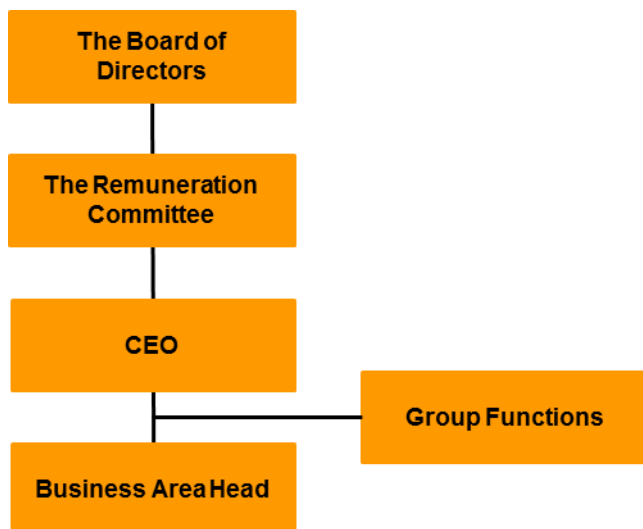 The Board of
Directors
The Remuneration
Committee
CEO
Group Functions
Business Area Head